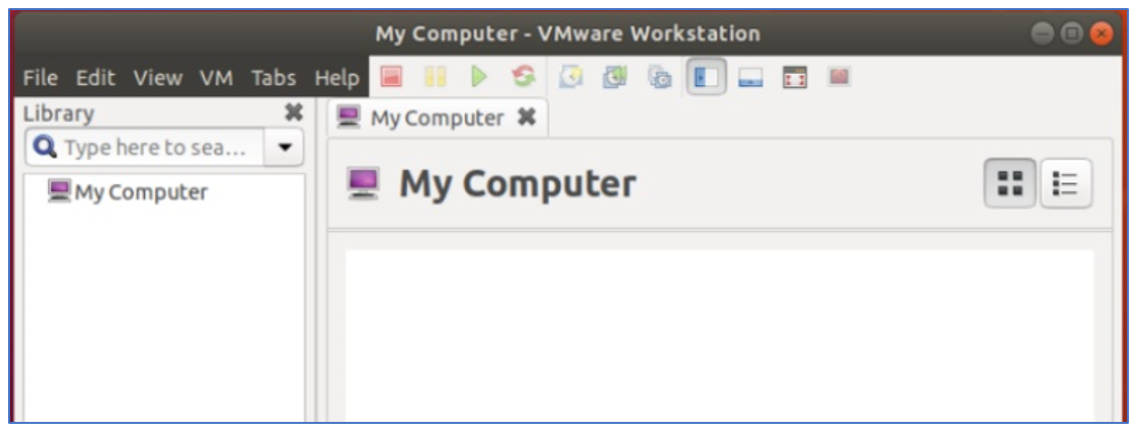 My Computer - VMware Workstation
File Edit View VM Tabs Help
Library
My Computer
Type here to sea...
My Computer
My Computer